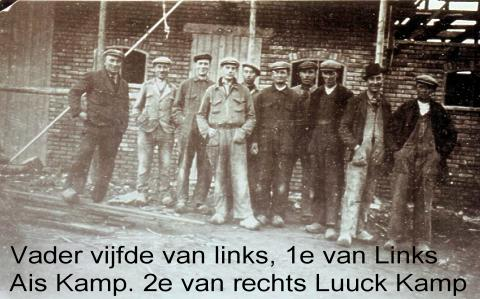 Vader vijfde van links, 1e van Links
Ais Kamp. 2e van rechts Luuck Kamp